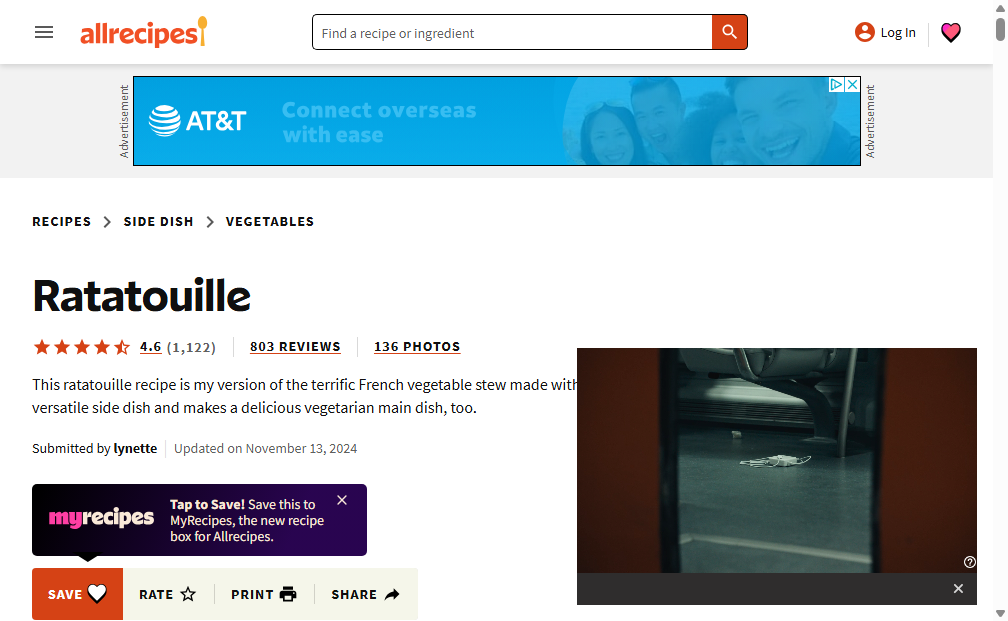 allrecipes
Find a recipe or ingredient
Log In
Advertisement
AT&T
Connect overseas
with ease
Advertisement
RECIPES
SIDE DISH
VEGETABLES
Ratatouille
4.6 (1,122)
803 REVIEWS
136 PHOTOS
This ratatouille recipe is my version of the terrific French vegetable stew made with
versatile side dish and makes a delicious vegetarian main dish, too.
Submitted by lynette
Updated on November 13, 2024
myrecipes
Tap to Save! Save this to
MyRecipes, the new recipe
box for Allrecipes.
SAVE
RATE
PRINT
SHARE